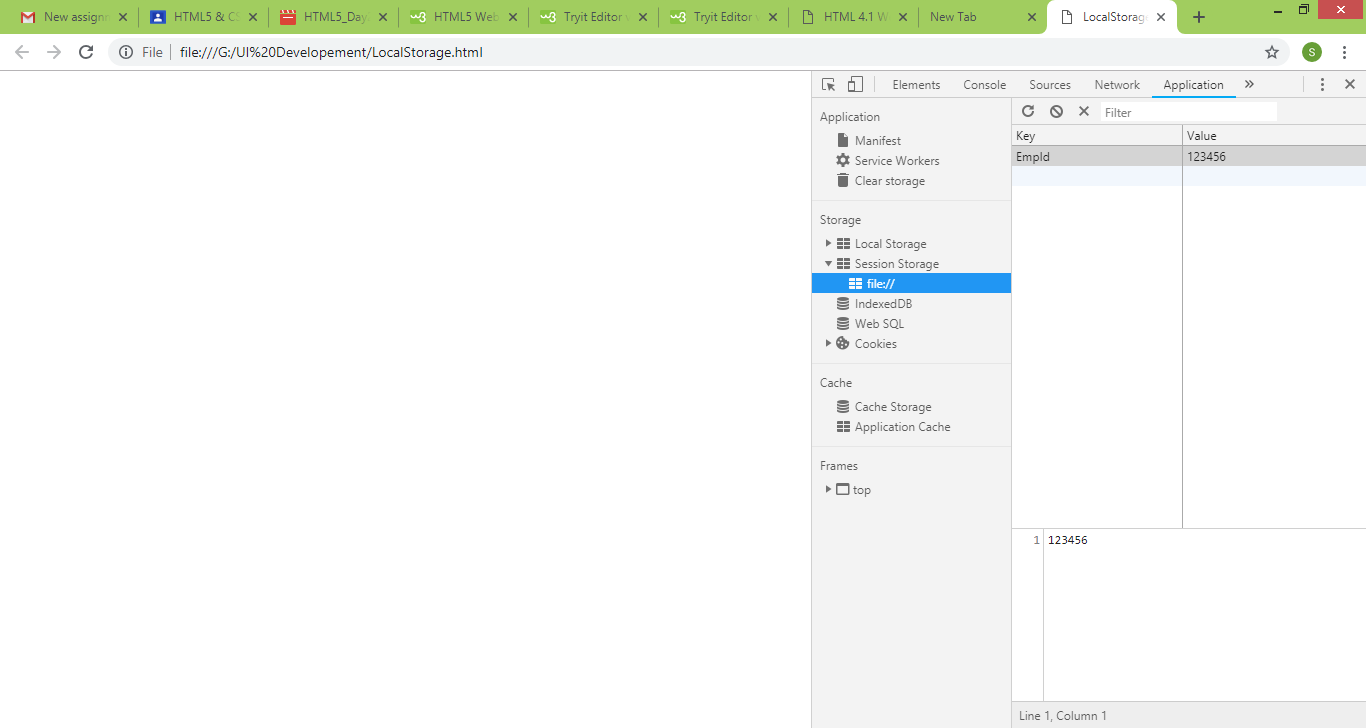 New assignm HTML5 & CS HTML5_Day HTML5 Web Tryit Editor v Tryit Editor v HTML 4.1 W New Tab LocalStorag
File file:///G:/UI%20Developement/LocalStorage.html S
Elements Console Sources Network Application »
Application
Manifest
Service Workers
Clear storage
Storage
Local Storage
Session Storage
file://
IndexedDB
Web SQL
Cookies
Cache
Cache Storage
Application Cache
Frames
top
Filter
Key Value
EmpId 123456
1 123456
Line 1, Column 1